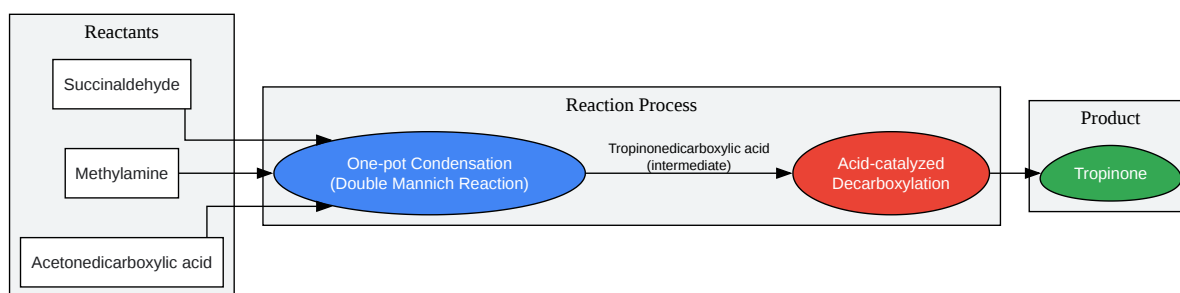 Reactants
Succinaldehyde
Methylamine
Acetonedicarboxylic acid
Reaction Process
One-pot Condensation
(Double Mannich Reaction)
Tropinonedicarboxylic acid
(intermediate)
Acid-catalyzed
Decarboxylation
Product
Tropinone